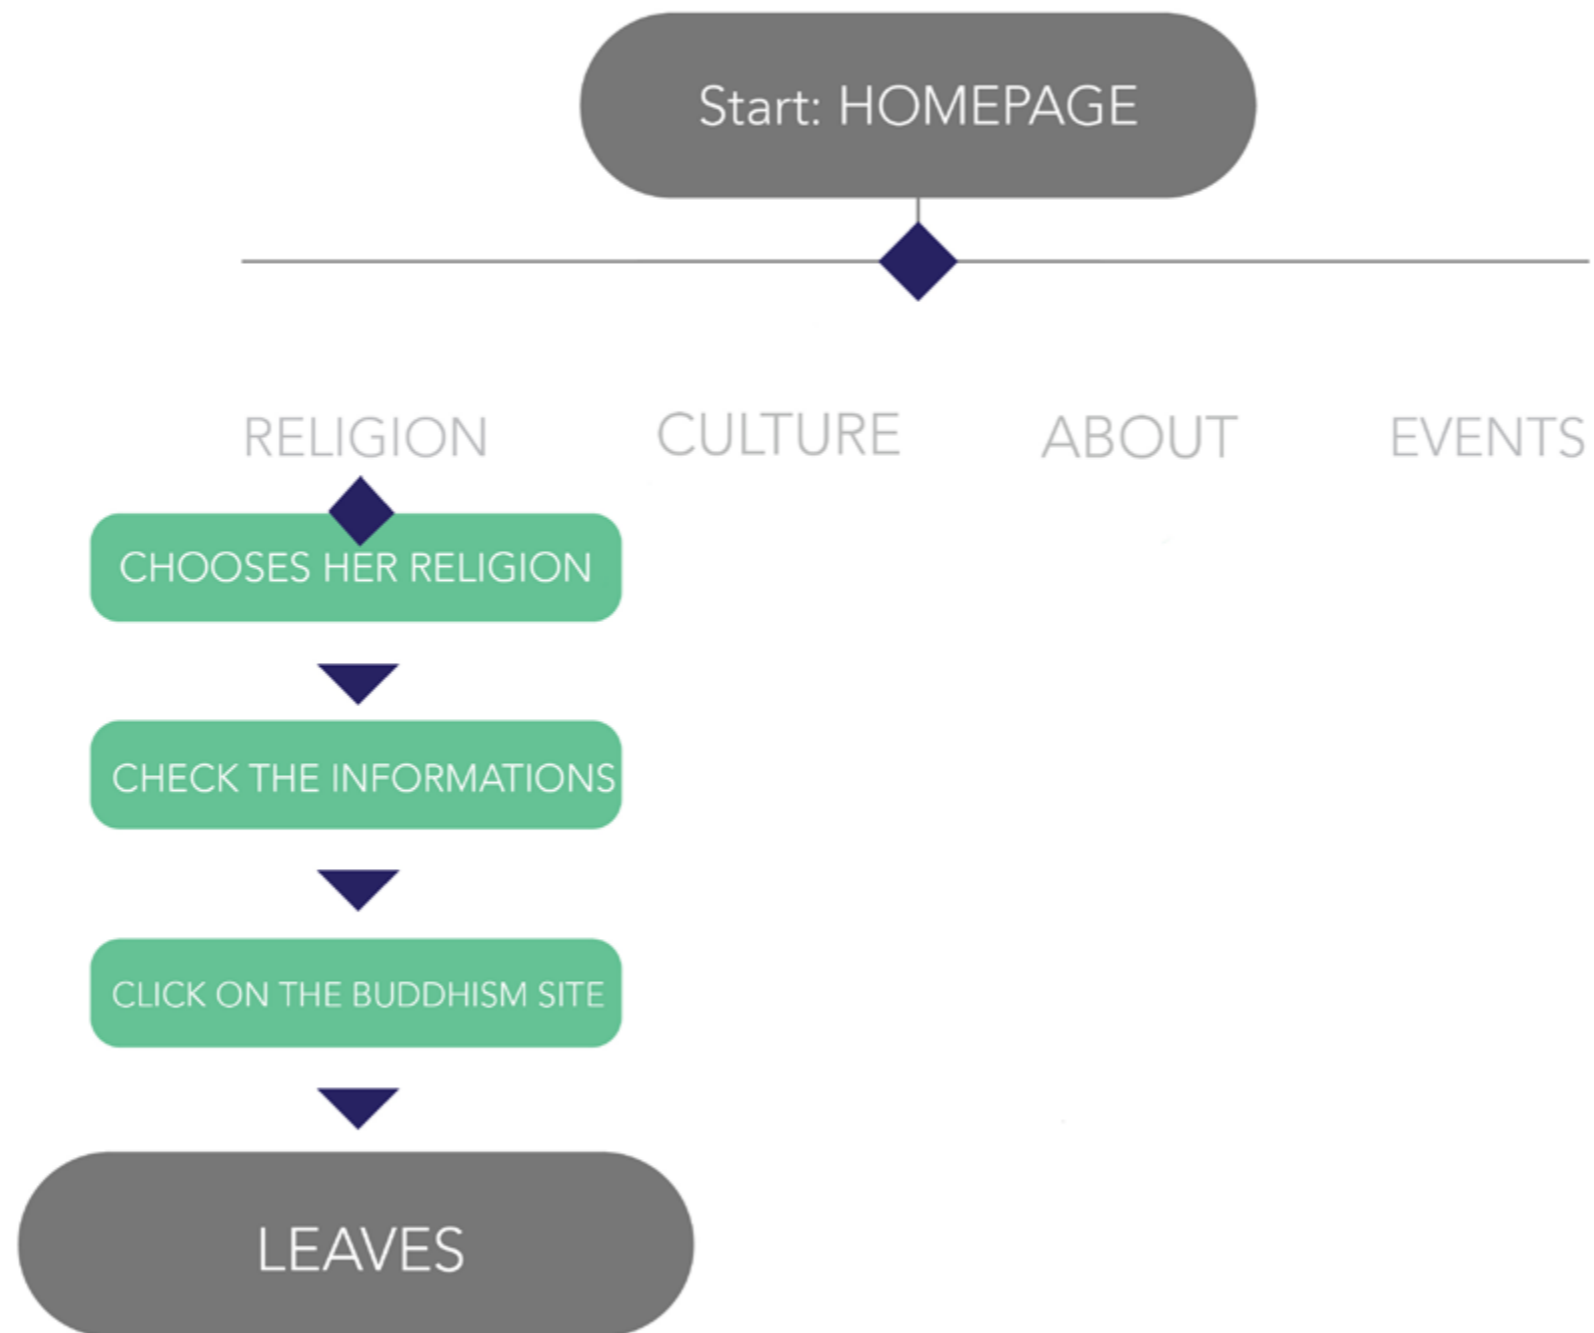 Start: HOMEPAGE
RELIGION CULTURE ABOUT EVENTS
CHOOSES HER RELIGION
CHECK THE INFORMATIONS
CLICK ON THE BUDDHISM SITE
LEAVES